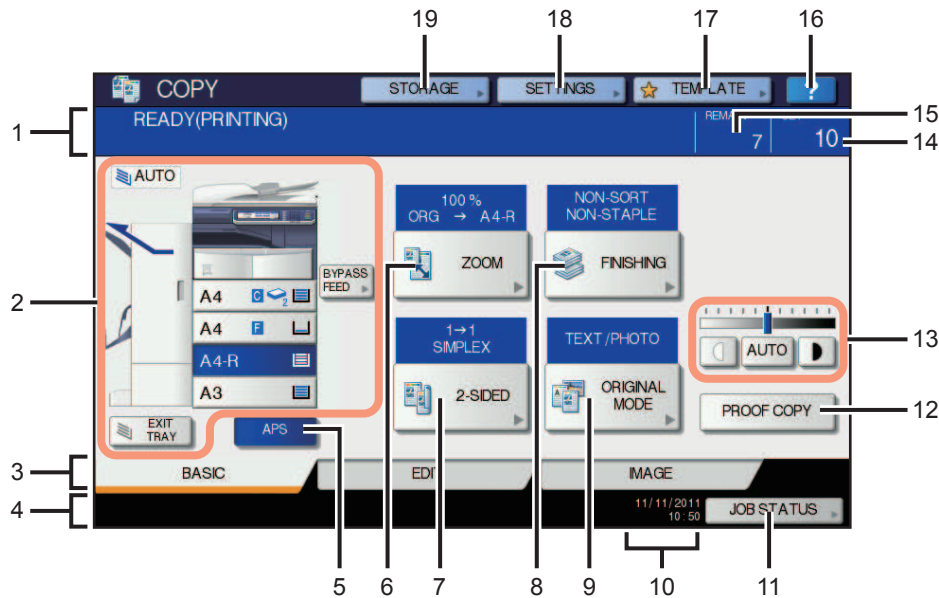 19 18 17 16
COPY STORAGE SETTINGS TEMPLATE ?
1 READY(PRINTING) 15
7 10 14
AUTO
100 %
ORG → A4-R
NON-SORT
NON-STAPLE
2
ZOOM
FINISHING
BYPASS
FEED
A4 C 2
A4 F
A4-R
A3
1→1
SIMPLEX
TEXT/PHOTO
AUTO 13
2-SIDED
ORIGINAL
MODE
EXIT
TRAY
APS
PROOF COPY 12
3 BASIC EDIT IMAGE
4 11/11/2011
10:50
JOB STATUS
5 6 7 8 9 10 11